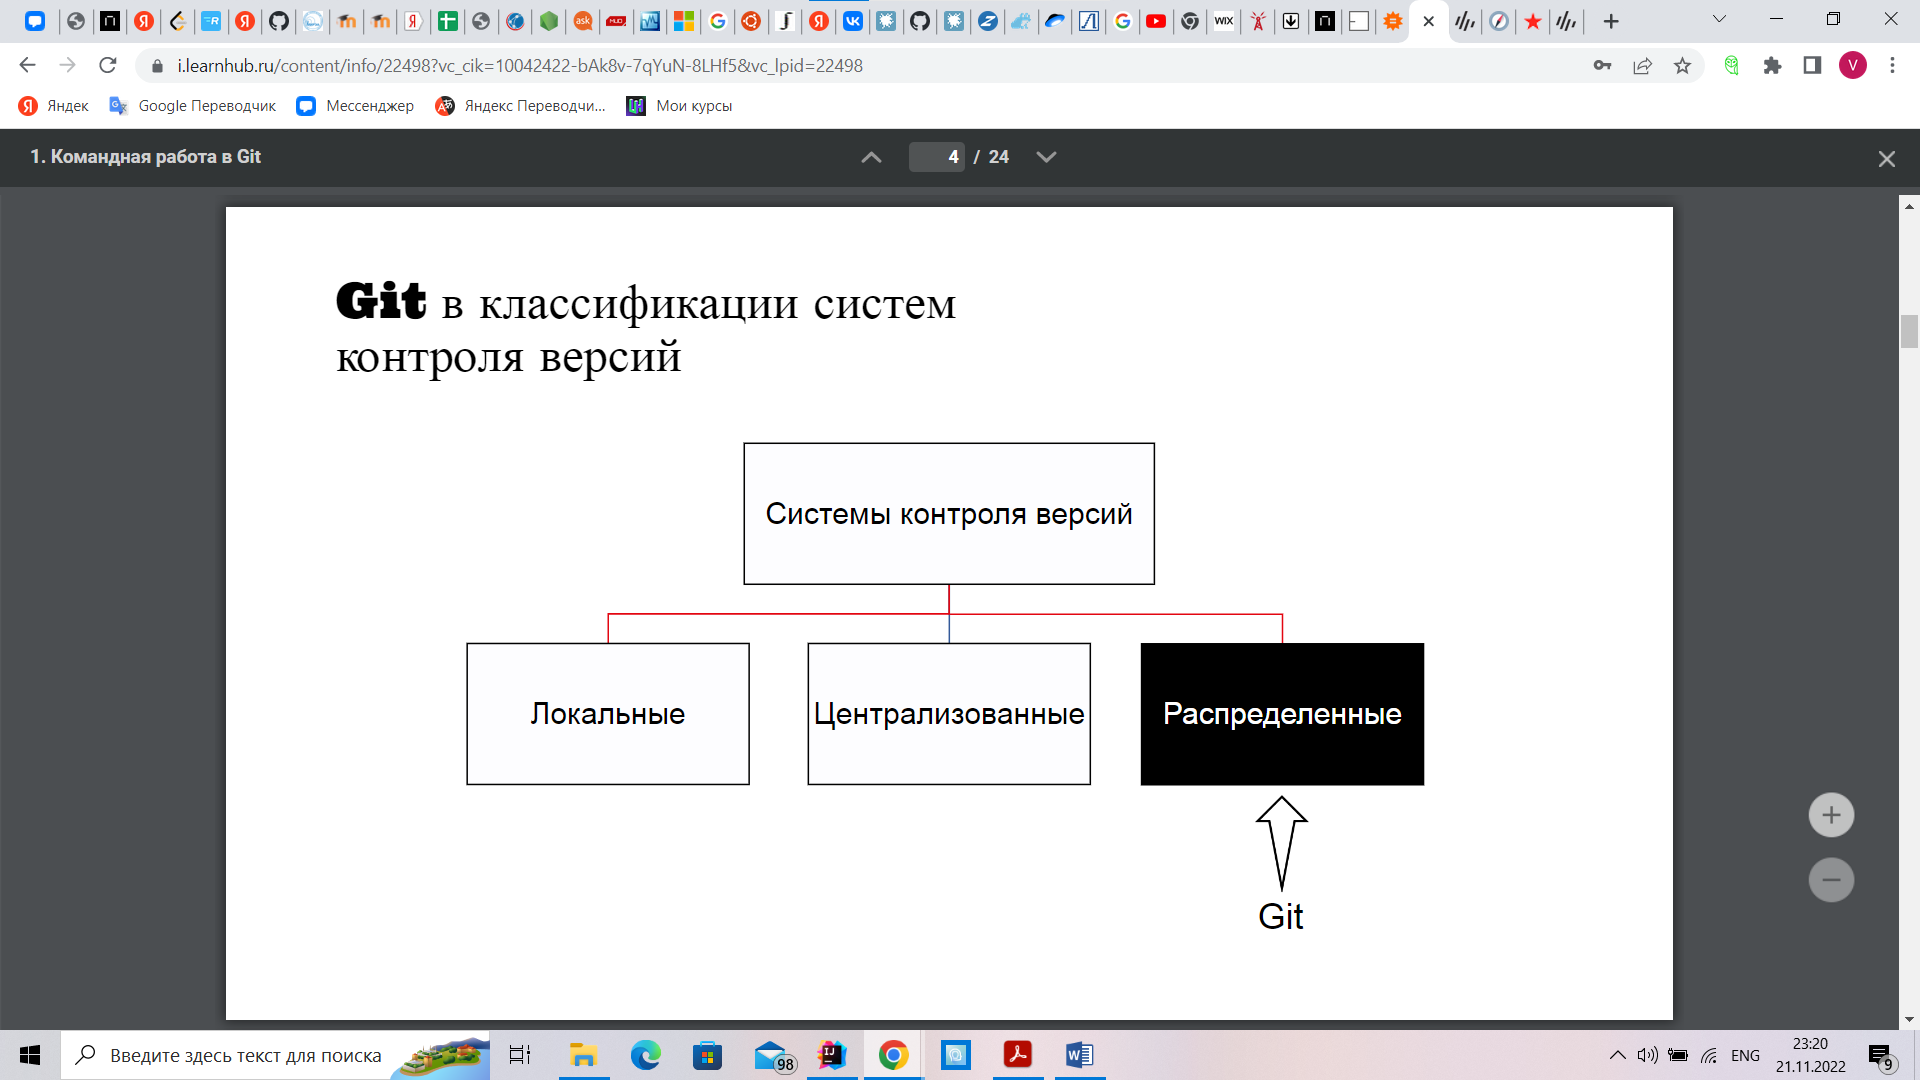 i.learnhub.ru/content/info/22498?vc_cik=10042422-bAk8v-7qYuN-8LHf5&vc_lpid=22498
V
Яндек
Google Переводчик
Мессенджер
Яндекс Переводчи...
Мои курсы
1. Командная работа в Git
4 / 24
Git в классификации систем
контроля версий
Системы контроля версий
Локальные
Централизованные
Распределенные
Git
Введите здесь текст для поиска
98
ENG
23:20
21.11.2022
9